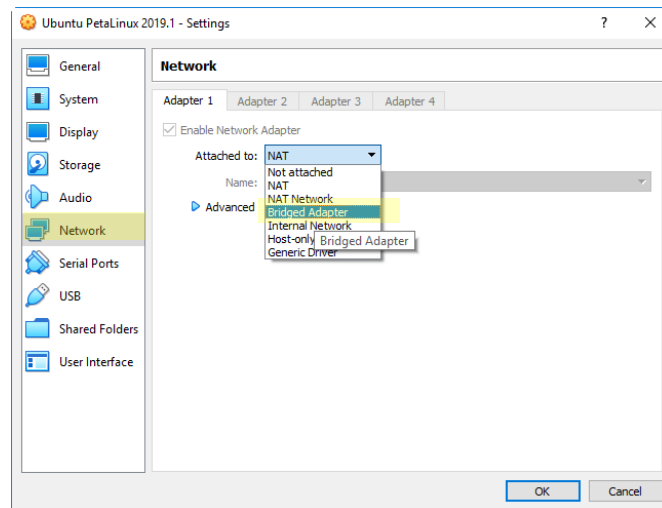 Ubuntu PetaLinux 2019.1 - Settings ? ×
General
System
Display
Storage
Audio
Network
Serial Ports
USB
Shared Folders
User Interface
Network
Adapter 1 Adapter 2 Adapter 3 Adapter 4
Enable Network Adapter
Attached to: NAT
Not attached
Name: NAT
NAT Network
Advanced Bridged Adapter
Internal Network
Host-only Bridged Adapter
Generic Driver
OK Cancel